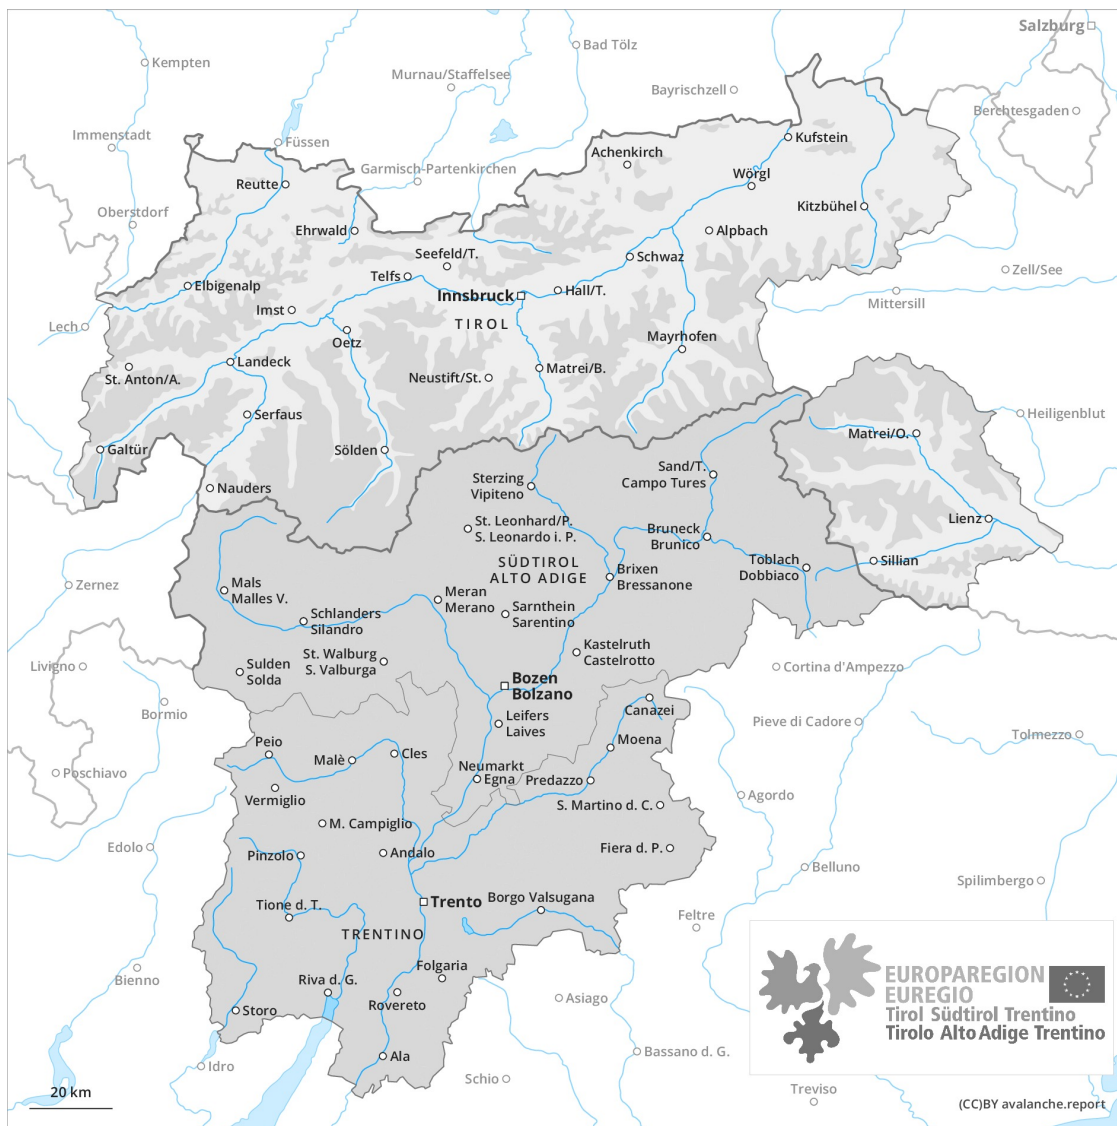 Salzburg
Bad Tölz
Kempten
Murnau/Staffelsee
Bayrischzell
Berchtesgaden
Immenstadt
Füssen
Kufstein
Achenkirch
Garmisch-Partenkirchen
Wörgl
Reutte
Oberstdorf
Kitzbühel
Ehrwald
Alpbach
Seefeld/T.
Schwaz
Telfs
Zell/See
Elbigenalp
Hall/T.
Innsbruck
Mittersill
Imst
TIROL
Lech
Oetz
Mayrhofen
Landeck
Matrei/B.
St. Anton/A.
Neustift/St.
Serfaus
Heiligenblut
Matrei/O.
Galtür
Sölden
Sand/T.
Campo Tures
Sterzing
Vipiteno
Nauders
Lienz
St. Leonhard/P.
S. Leonardo i. P.
Bruneck
Brunico
SÜDTIROL
ALTO ADIGE
Toblach
Dobbiaco
Sillian
Brixen
Bressanone
Zernez
Mals
Malles V.
Meran
Merano
Sarnthein
Sarentino
Schlanders
Silandro
Kastelruth
Castelrotto
St. Walburg
S. Valburga
Livigno
Sulden
Solda
Cortina d'Ampezzo
Bozen
Bolzano
Bormio
Canazei
Leifers
Laives
Pieve di Cadore
Tolmezzo
Peio
Moena
Cles
Malè
Neumarkt
Egna
Predazzo
Poschiavo
Vermiglio
Agordo
S. Martino d. C.
M. Campiglio
Edolo
Pinzolo
Andalo
Fiera d. P.
Belluno
Spilimbergo
Trento
Borgo Valsugana
Tione d. T.
Feltre
TRENTINO
Folgaria
Bienno
Riva d. G.
Rovereto
Asiago
Storo
EUROPAREGION
EUREGIO
Tirol Südtirol Trentino
Tirolo Alto Adige Trentino
Ala
Bassano d. G.
Idro
Schio
Treviso
20 km
(CC)BY avalanche.report